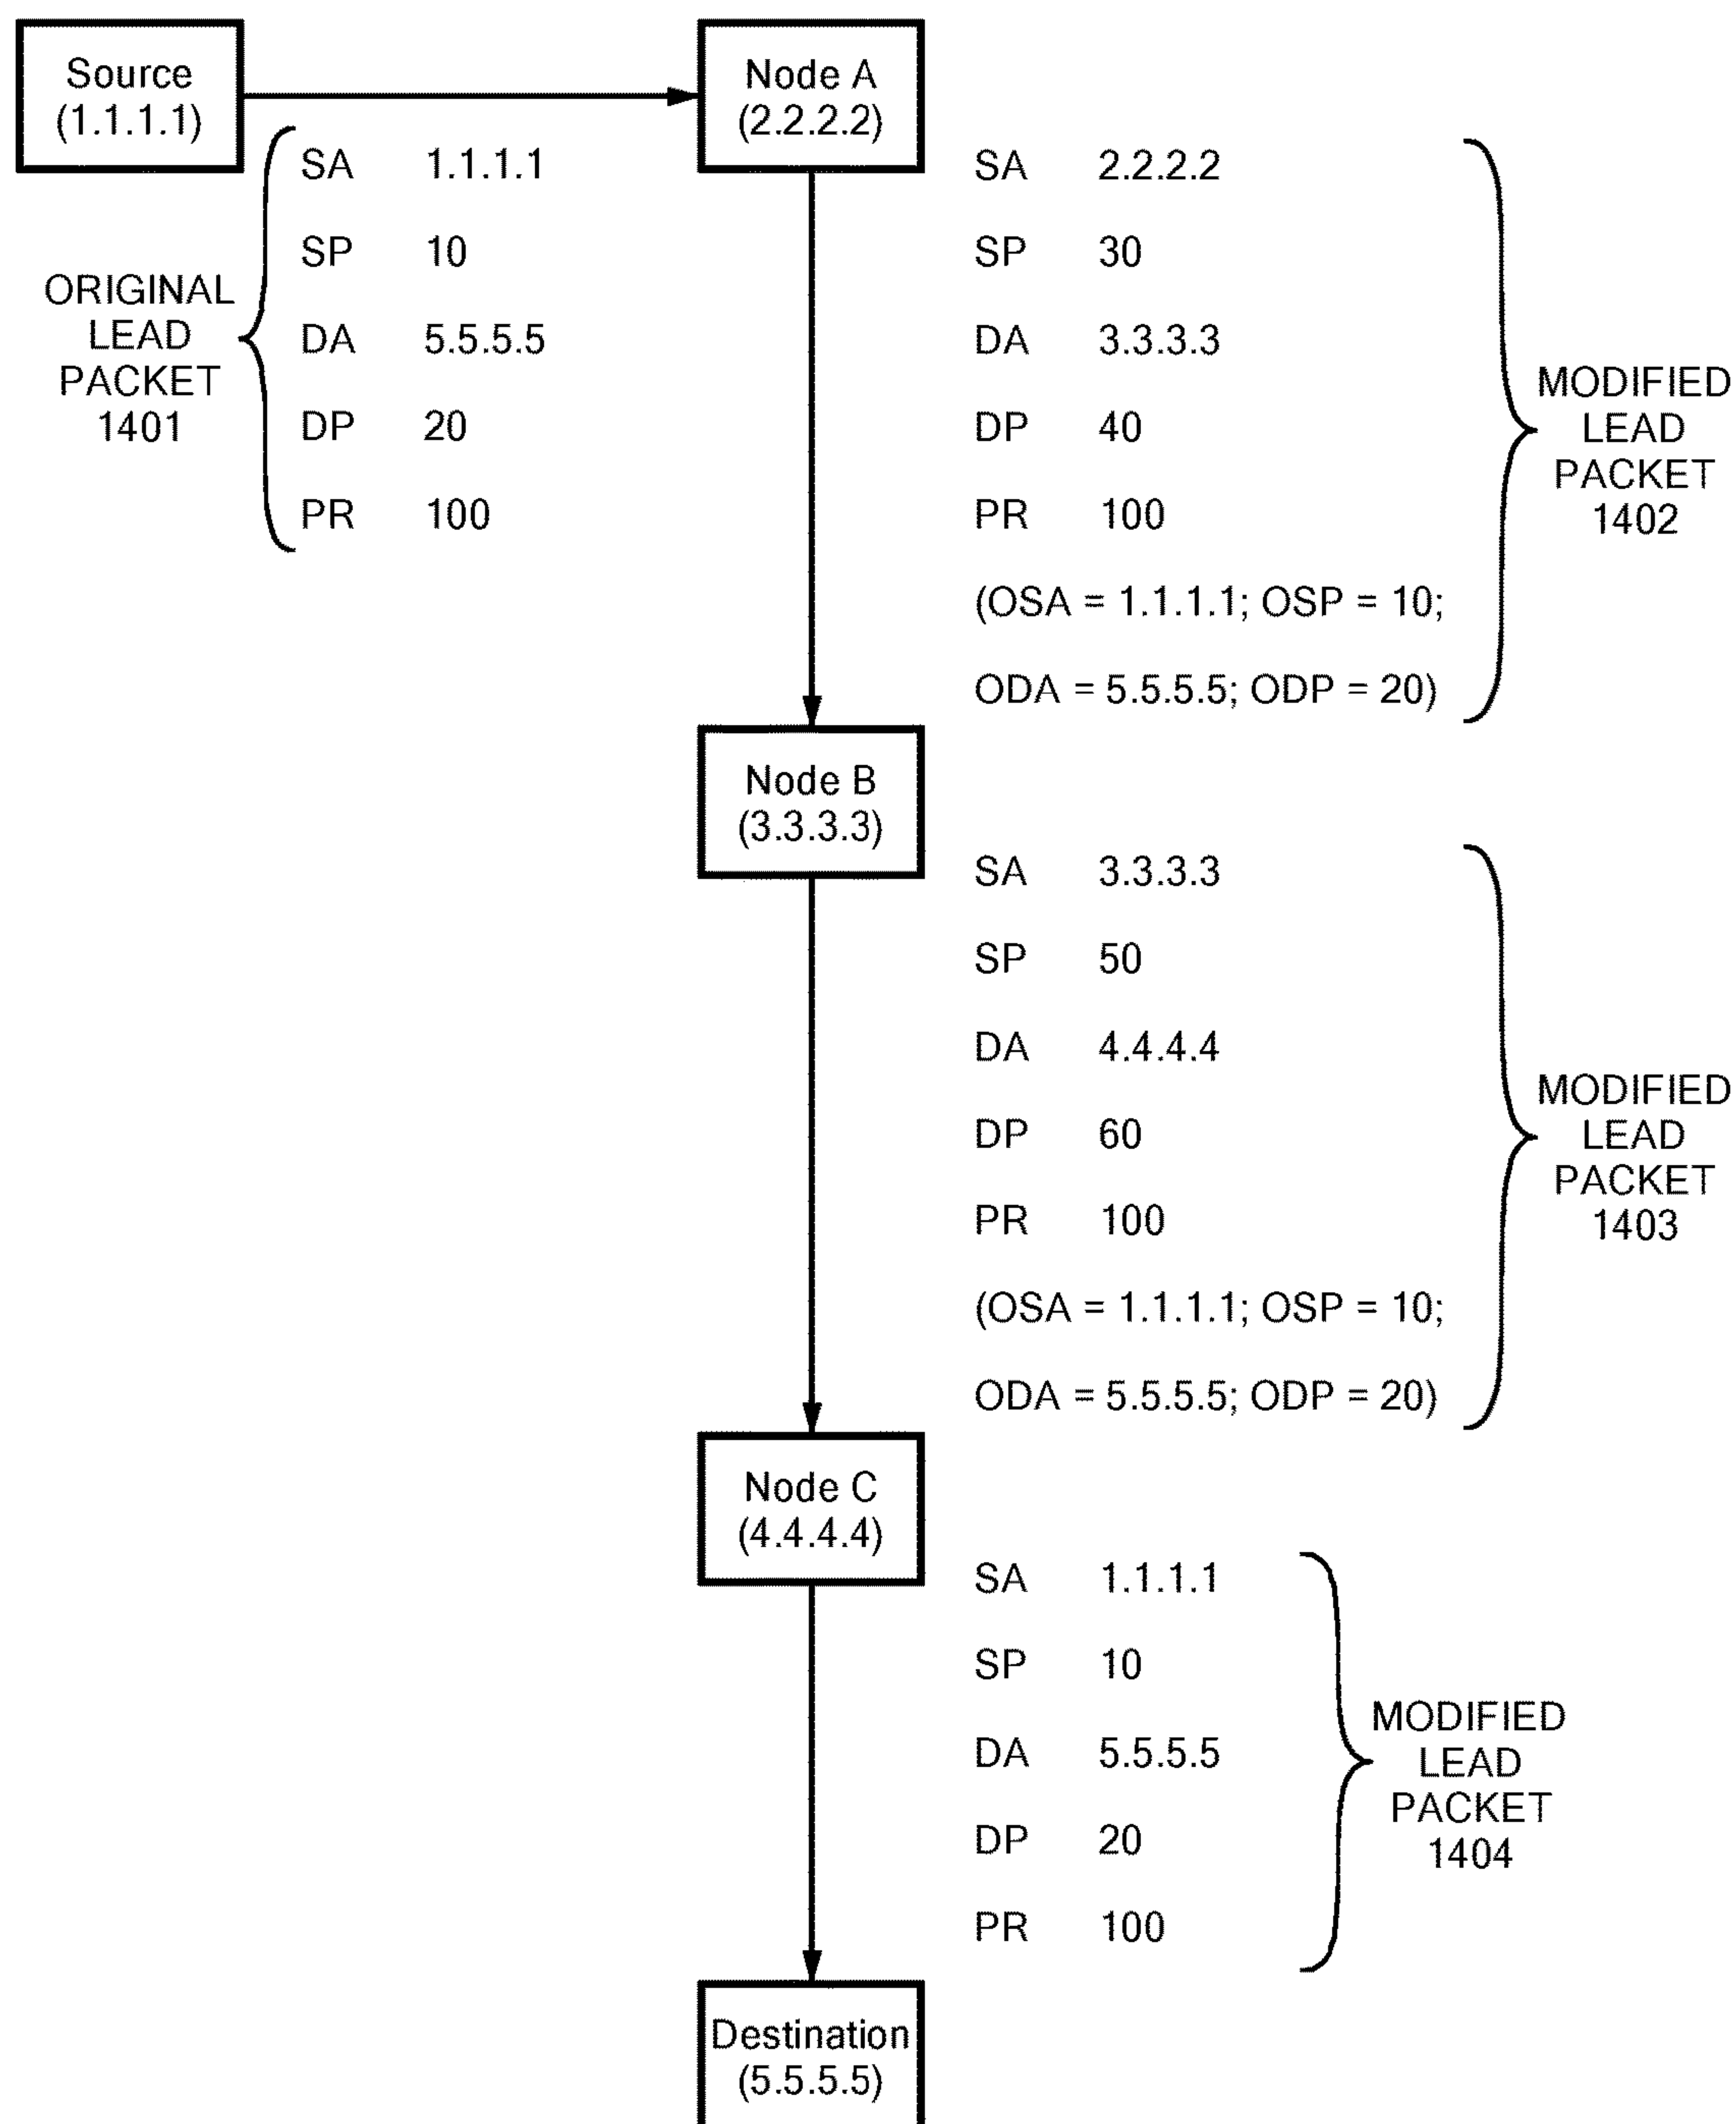 Source
(1.1.1.1)
Node A
(2.2.2.2)
ORIGINAL
LEAD
PACKET
1401
SA 1.1.1.1
SP 10
DA 5.5.5.5
DP 20
PR 100
SA 2.2.2.2
SP 30
DA 3.3.3.3
DP 40
PR 100
(OSA = 1.1.1.1; OSP = 10;
ODA = 5.5.5.5; ODP = 20)
MODIFIED
LEAD
PACKET
1402
Node B
(3.3.3.3)
SA 3.3.3.3
SP 50
DA 4.4.4.4
DP 60
PR 100
(OSA = 1.1.1.1; OSP = 10;
ODA = 5.5.5.5; ODP = 20)
MODIFIED
LEAD
PACKET
1403
Node C
(4.4.4.4)
SA 1.1.1.1
SP 10
DA 5.5.5.5
DP 20
PR 100
MODIFIED
LEAD
PACKET
1404
Destination
(5.5.5.5)